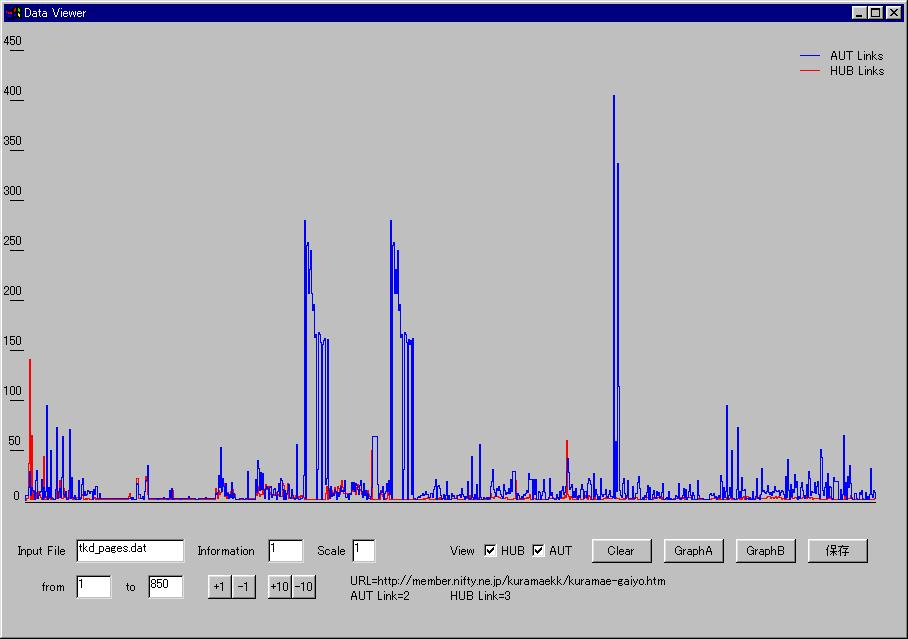 Data Viewer
450
AUT Links
HUB Links
400
350
300
250
200
150
100
50
0
Input File tkd_pages.dat Information 1 Scale 1 View HUB AUT Clear GraphA GraphB 保存
from 1 to 850 +1 -1 +10 -10 URL=http://member.nifty.ne.jp/kuramaekk/kuramae-gaiyo.htm
AUT Link=2 HUB Link=3